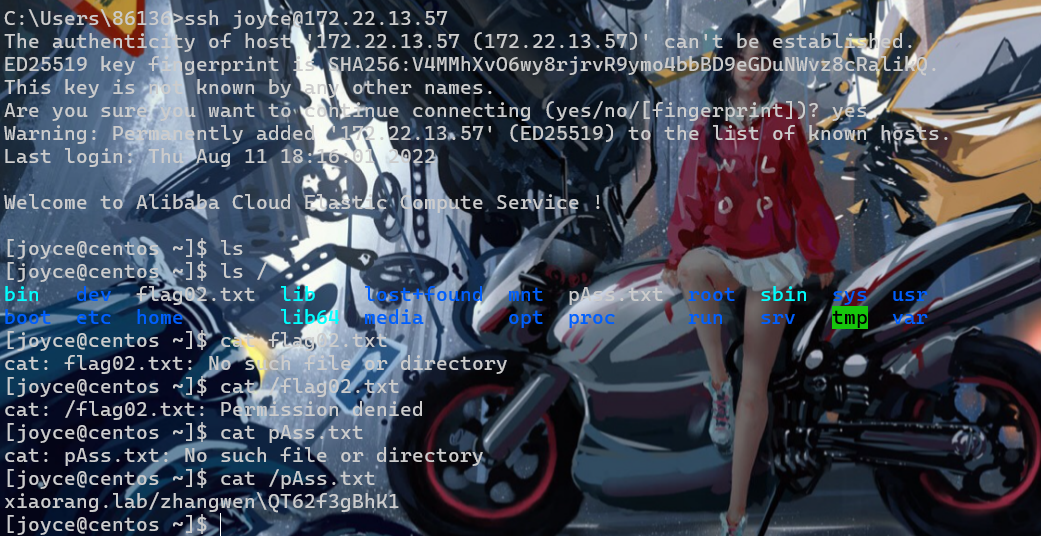 C:\Users\86136>ssh joyce@172.22.13.57
The authenticity of host '172.22.13.57 (172.22.13.57)' can't be established.
ED25519 key fingerprint is SHA256:V4MMhXvO6wy8rjrvR9ymo4bbBD9eGDuNWvz8cRaliKQ.
This key is not known by any other names.
Are you sure you want to continue connecting (yes/no/[fingerprint])? yes
Warning: Permanently added '172.22.13.57' (ED25519) to the list of known hosts.
Last login: Thu Aug 11 18:16:01 2022
Welcome to Alibaba Cloud Elastic Compute Service !
[joyce@centos ~]$ ls
[joyce@centos ~]$ ls /
bin dev flag02.txt lib lost+found mnt pAss.txt root sbin sys usr
boot etc home lib64 media opt proc run srv tmp var
[joyce@centos ~]$ cat flag02.txt
cat: flag02.txt: No such file or directory
[joyce@centos ~]$ cat /flag02.txt
cat: /flag02.txt: Permission denied
[joyce@centos ~]$ cat pAss.txt
cat: pAss.txt: No such file or directory
[joyce@centos ~]$ cat /pAss.txt
xiaorang.lab/zhangwen\QT62f3gBhK1
[joyce@centos ~]$
W L
O P